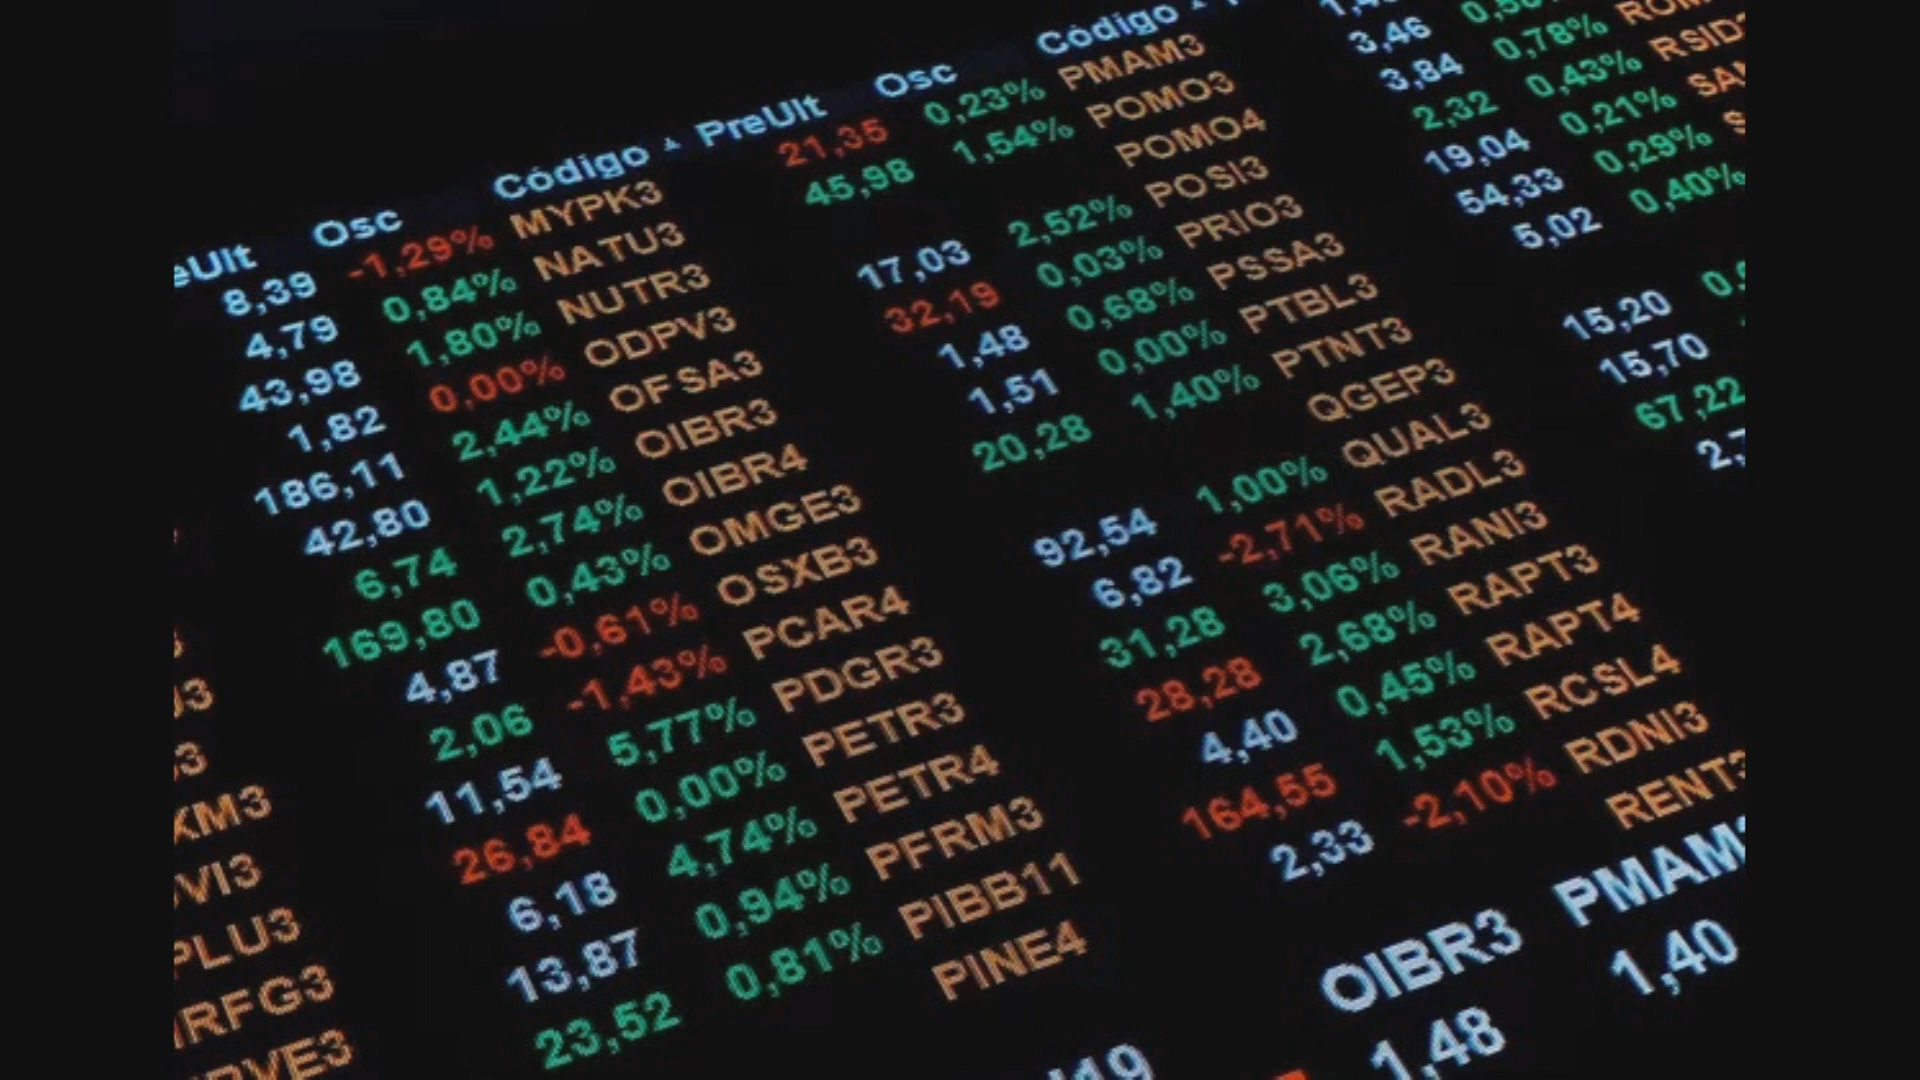 Osc Código PreUlt Osc Código
8,39 -1,29% MYPK3 21,35 0,23% PMAM3
4,79 0,84% NATU3 45,98 1,54% POMO3 3,46
43,98 1,80% NUTR3 POMO4 3,84 0,78%
1,82 0,00% ODPV3 17,03 2,52% POSI3 2,32 0,43%
186,11 2,44% OFSA3 32,19 0,03% PRIO3 19,04 0,21%
42,80 1,22% OIBR3 1,48 0,68% PSSA3 54,33 0,29%
6,74 2,74% OIBR4 1,51 0,00% PTBL3 5,02 0,40%
169,80 0,43% OMGE3 20,28 1,40% PTNT3
4,87 -0,61% OSXB3 QGEP3 15,20
2,06 -1,43% PCAR4 92,54 1,00% QUAL3 15,70
11,54 5,77% PDGR3 6,82 -2,71% RADL3 67,22
26,84 0,00% PETR3 31,28 3,06% RANI3
6,18 4,74% PETR4 28,28 2,68% RAPT3
13,87 0,94% PFRM3 4,40 0,45% RAPT4
23,52 0,81% PIBB11 164,55 1,53% RCSL4
PINE4 2,33 -2,10% RDNI3
RENT3
OIBR3 PMAM
1,48 1,40